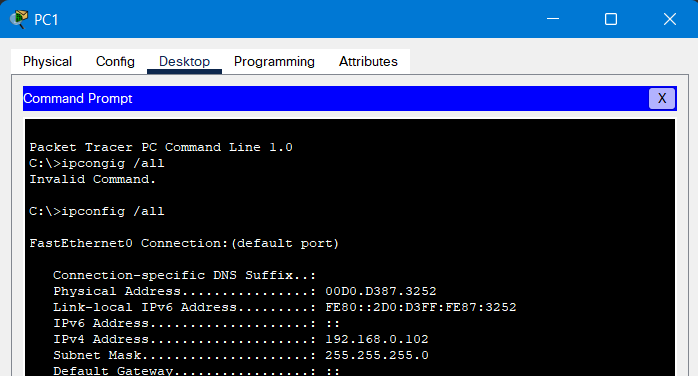 PC1
Physical Config Desktop Programming Attributes
Command Prompt X
Packet Tracer PC Command Line 1.0
C:\>ipcongig /all
Invalid Command.
C:\>ipconfig /all
FastEthernet0 Connection:(default port)
Connection-specific DNS Suffix..:
Physical Address................: 00D0.D387.3252
Link-local IPv6 Address.........: FE80::2D0:D3FF:FE87:3252
IPv6 Address....................: ::
IPv4 Address....................: 192.168.0.102
Subnet Mask.....................: 255.255.255.0
Default Gateway.................: ::